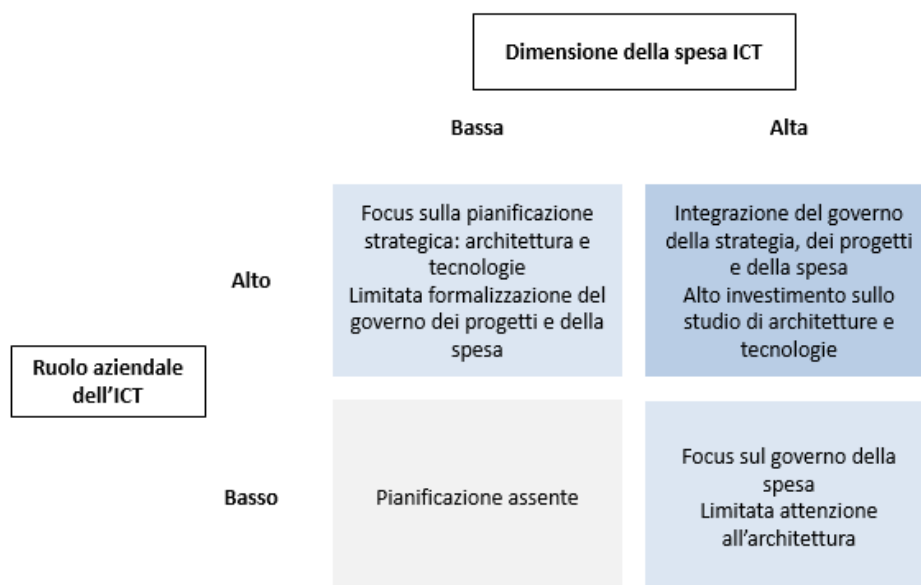 Dimensione della spesa ICT
Bassa
Alta
Focus sulla pianificazione
strategica: architettura e
tecnologie
Limitata formalizzazione del
governo dei progetti e della
spesa
Integrazione del governo
della strategia, dei progetti
e della spesa
Alto investimento sullo
studio di architetture e
tecnologie
Alto
Ruolo aziendale
dell’ICT
Basso
Pianificazione assente
Focus sul governo della
spesa
Limitata attenzione
all’architettura